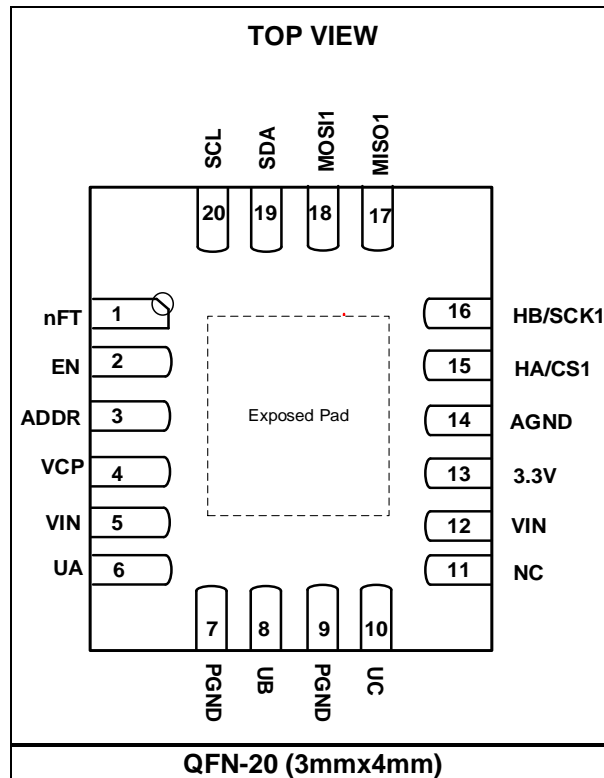 TOP VIEW
SCL
SDA
MOSI1
MISO1
20
19
18
17
nFT
1
EN
2
ADDR
3
VCP
4
VIN
5
UA
6
16
HB/SCK1
15
HA/CS1
14
AGND
13
3.3V
12
VIN
11
NC
Exposed Pad
7
8
9
10
PGND
UB
PGND
UC
QFN-20 (3mmx4mm)